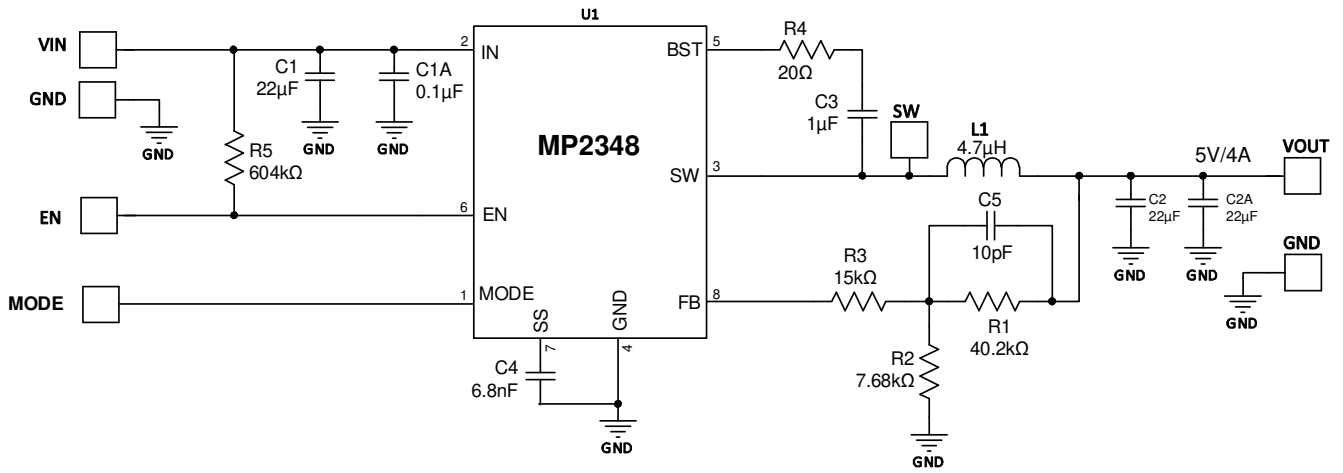 U1
VIN
2
IN
BST
5
R4
20Ω
C1
22µF
C1A
0.1µF
GND
GND
GND
GND
R5
604kΩ
MP2348
C3
1µF
SW
L1
4.7µH
SW
3
5V/4A
VOUT
EN
6
EN
C5
10pF
C2
22µF
C2A
22µF
GND
GND
GND
GND
MODE
1
MODE
FB
8
R3
15kΩ
R1
40.2kΩ
SS
7
GND
4
C4
6.8nF
R2
7.68kΩ
GND
GND